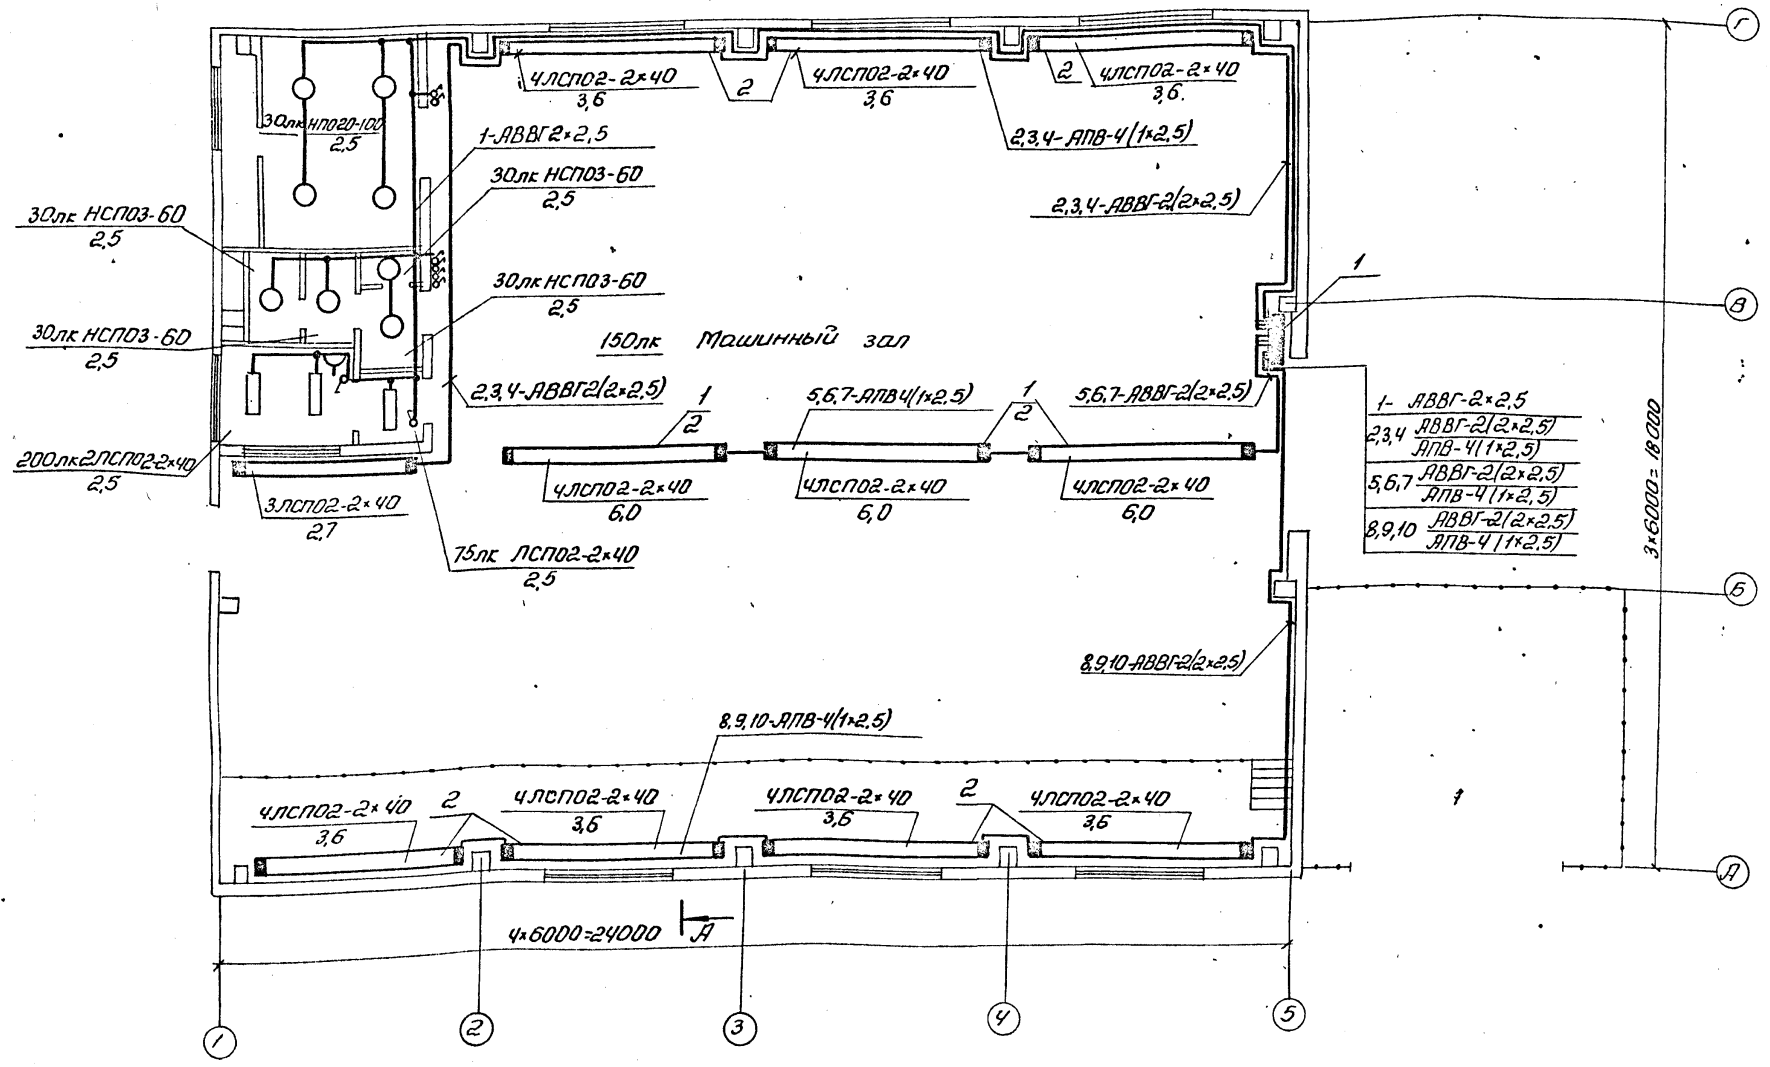 Г
4ЛСП02-2×40
3,6
2
4ЛСП02-2×40
3,6
2
4ЛСП02-2×40
3,6
30лк НПО20-100
2,5
1-АВВГ2×2,5
2,3,4-АПВ-4(1×2,5)
30лк НСП03-60
2,5
2,3,4-АВВГ-2(2×2,5)
30лк НСП03-60
2,5
1
В
30лк НСП03-60
2,5
30лк НСП03-60
2,5
150лк Машинный зал
2,3,4-АВВГ2(2×2,5)
1
2
5,6,7-АПВ4(1×2,5)
1
2
5,6,7-АВВГ-2(2×2,5)
1- АВВГ-2×2,5
2,3,4 АВВГ-2(2×2,5)
АПВ-4(1×2,5)
5,6,7 АВВГ-2(2×2,5)
АПВ-4(1×2,5)
8,9,10 АВВГ-2(2×2,5)
АПВ-4(1×2,5)
3×6000=18000
200лк 2ЛСП02-2×40
2,5
3ЛСП02-2×40
2,7
4ЛСП02-2×40
6,0
4ЛСП02-2×40
6,0
4ЛСП02-2×40
6,0
75лк ЛСП02-2×40
2,5
Б
8,9,10-АВВГ-2(2×2,5)
8,9,10-АПВ-4(1×2,5)
4ЛСП02-2×40
3,6
2
4ЛСП02-2×40
3,6
4ЛСП02-2×40
3,6
2
4ЛСП02-2×40
3,6
А
4×6000=24000
А
1
2
3
4
5